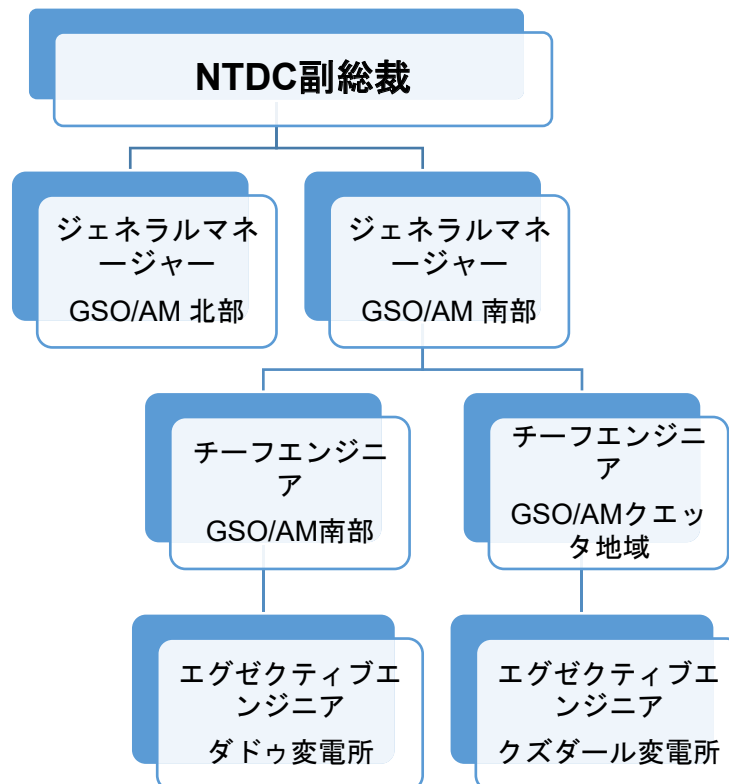 NTDC副総裁
ジェネラルマネ
ージャー
GSO/AM 北部
ジェネラルマネ
ージャー
GSO/AM 南部
チーフエンジニ
ア
GSO/AM南部
チーフエンジニ
ア
GSO/AMクエッ
タ地域
エグゼクティブエ
ンジニア
ダドゥ変電所
エグゼクティブエ
ンジニア
クズダール変電所